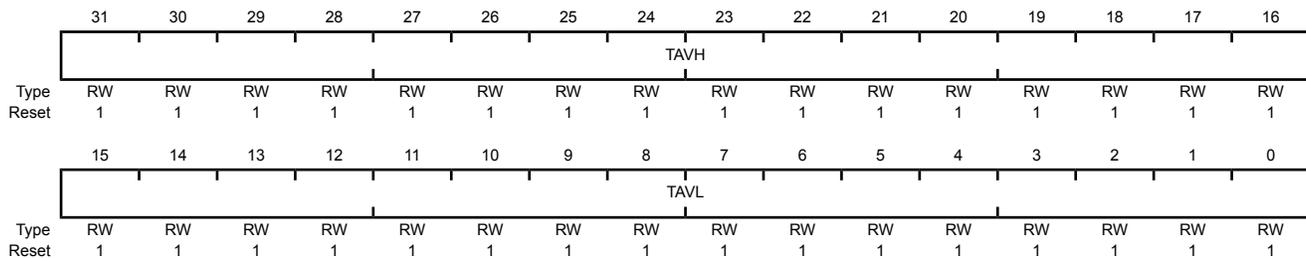 31 30 29 28 27 26 25 24 23 22 21 20 19 18 17 16
TAVH
Type RW RW RW RW RW RW RW RW RW RW RW RW RW RW RW RW
Reset 1 1 1 1 1 1 1 1 1 1 1 1 1 1 1 1
15 14 13 12 11 10 9 8 7 6 5 4 3 2 1 0
TAVL
Type RW RW RW RW RW RW RW RW RW RW RW RW RW RW RW RW
Reset 1 1 1 1 1 1 1 1 1 1 1 1 1 1 1 1